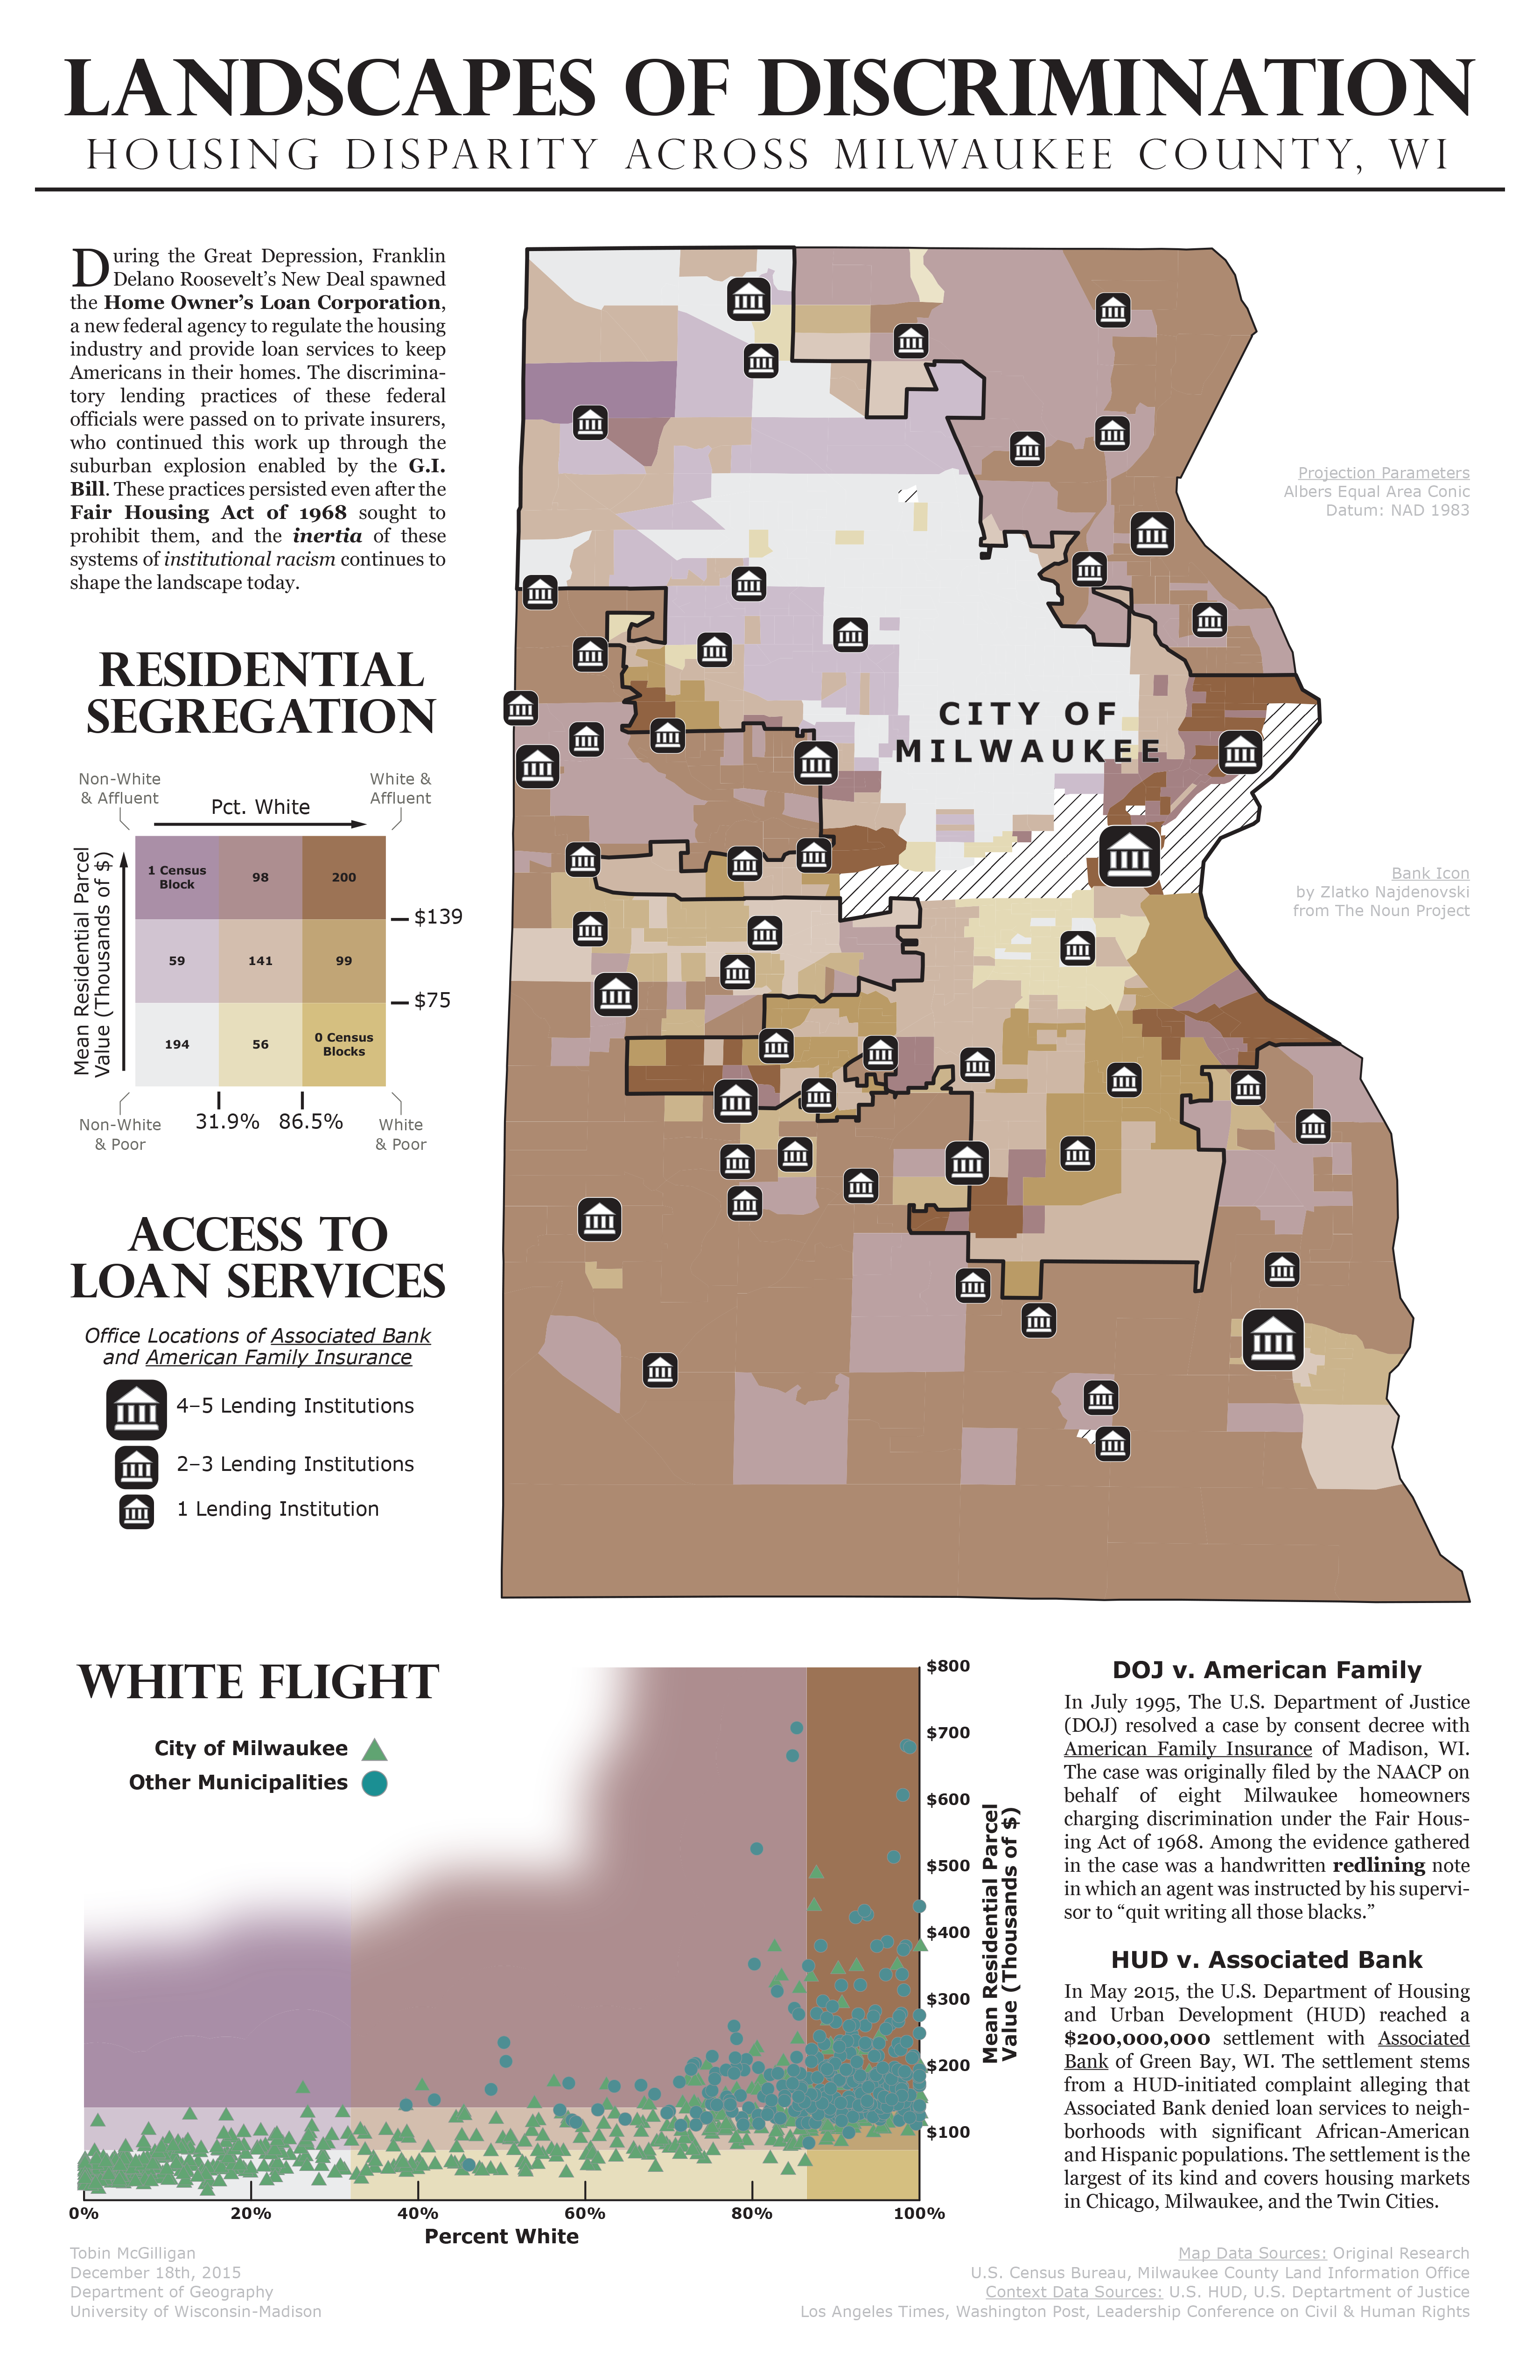 LANDSCAPES OF DISCRIMINATION
HOUSING DISPARITY ACROSS MILWAUKEE COUNTY, WI
During the Great Depression, Franklin
Delano Roosevelt's New Deal spawned
the Home Owner's Loan Corporation,
a new federal agency to regulate the housing
industry and provide loan services to keep
Americans in their homes. The discrimina-
tory lending practices of these federal
officials were passed on to private insurers,
who continued this work up through the
suburban explosion enabled by the G.I.
Bill. These practices persisted even after the
Fair Housing Act of 1968 sought to
prohibit them, and the inertia of these
systems of institutional racism continues to
shape the landscape today.
RESIDENTIAL
SEGREGATION
Non-White
& Affluent
Pct. White
White &
Affluent
Mean Residential Parcel
Value (Thousands of $)
1 Census
Block
98
200
$139
59
141
99
$75
194
56
0 Census
Blocks
31.9%
86.5%
Non-White
& Poor
White
& Poor
ACCESS TO
LOAN SERVICES
Office Locations of Associated Bank
and American Family Insurance
4–5 Lending Institutions
2–3 Lending Institutions
1 Lending Institution
CITY OF
MILWAUKEE
Projection Parameters
Albers Equal Area Conic
Datum: NAD 1983
Bank Icon
by Zlatko Najdenovski
from The Noun Project
WHITE FLIGHT
City of Milwaukee
Other Municipalities
$800
$700
$600
$500
$400
$300
$200
$100
Mean Residential Parcel
Value (Thousands of $)
0%
20%
40%
60%
80%
100%
Percent White
DOJ v. American Family
In July 1995, The U.S. Department of Justice
(DOJ) resolved a case by consent decree with
American Family Insurance of Madison, WI.
The case was originally filed by the NAACP on
behalf of eight Milwaukee homeowners
charging discrimination under the Fair Hous-
ing Act of 1968. Among the evidence gathered
in the case was a handwritten redlining note
in which an agent was instructed by his supervi-
sor to “quit writing all those blacks.”
HUD v. Associated Bank
In May 2015, the U.S. Department of Housing
and Urban Development (HUD) reached a
$200,000,000 settlement with Associated
Bank of Green Bay, WI. The settlement stems
from a HUD-initiated complaint alleging that
Associated Bank denied loan services to neigh-
borhoods with significant African-American
and Hispanic populations. The settlement is the
largest of its kind and covers housing markets
in Chicago, Milwaukee, and the Twin Cities.
Tobin McGilligan
December 18th, 2015
Department of Geography
University of Wisconsin-Madison
Map Data Sources: Original Research
U.S. Census Bureau, Milwaukee County Land Information Office
Context Data Sources: U.S. HUD, U.S. Deptartment of Justice
Los Angeles Times, Washington Post, Leadership Conference on Civil & Human Rights